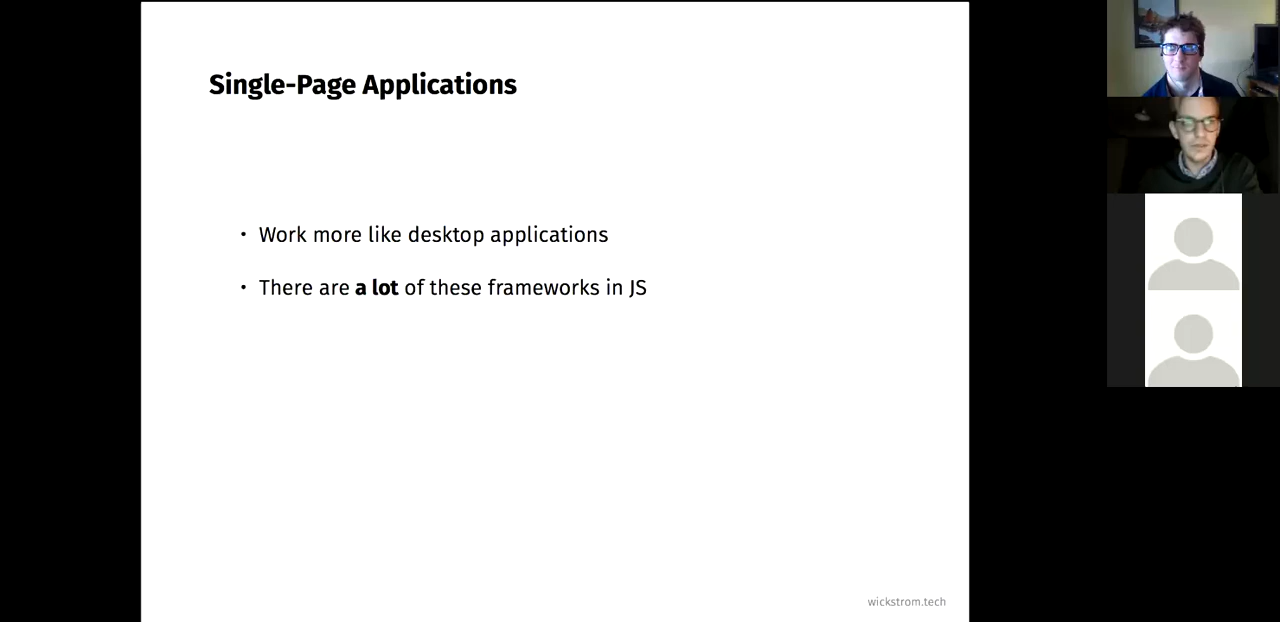 Single-Page Applications
• Work more like desktop applications
• There are a lot of these frameworks in JS
wickstrom.tech